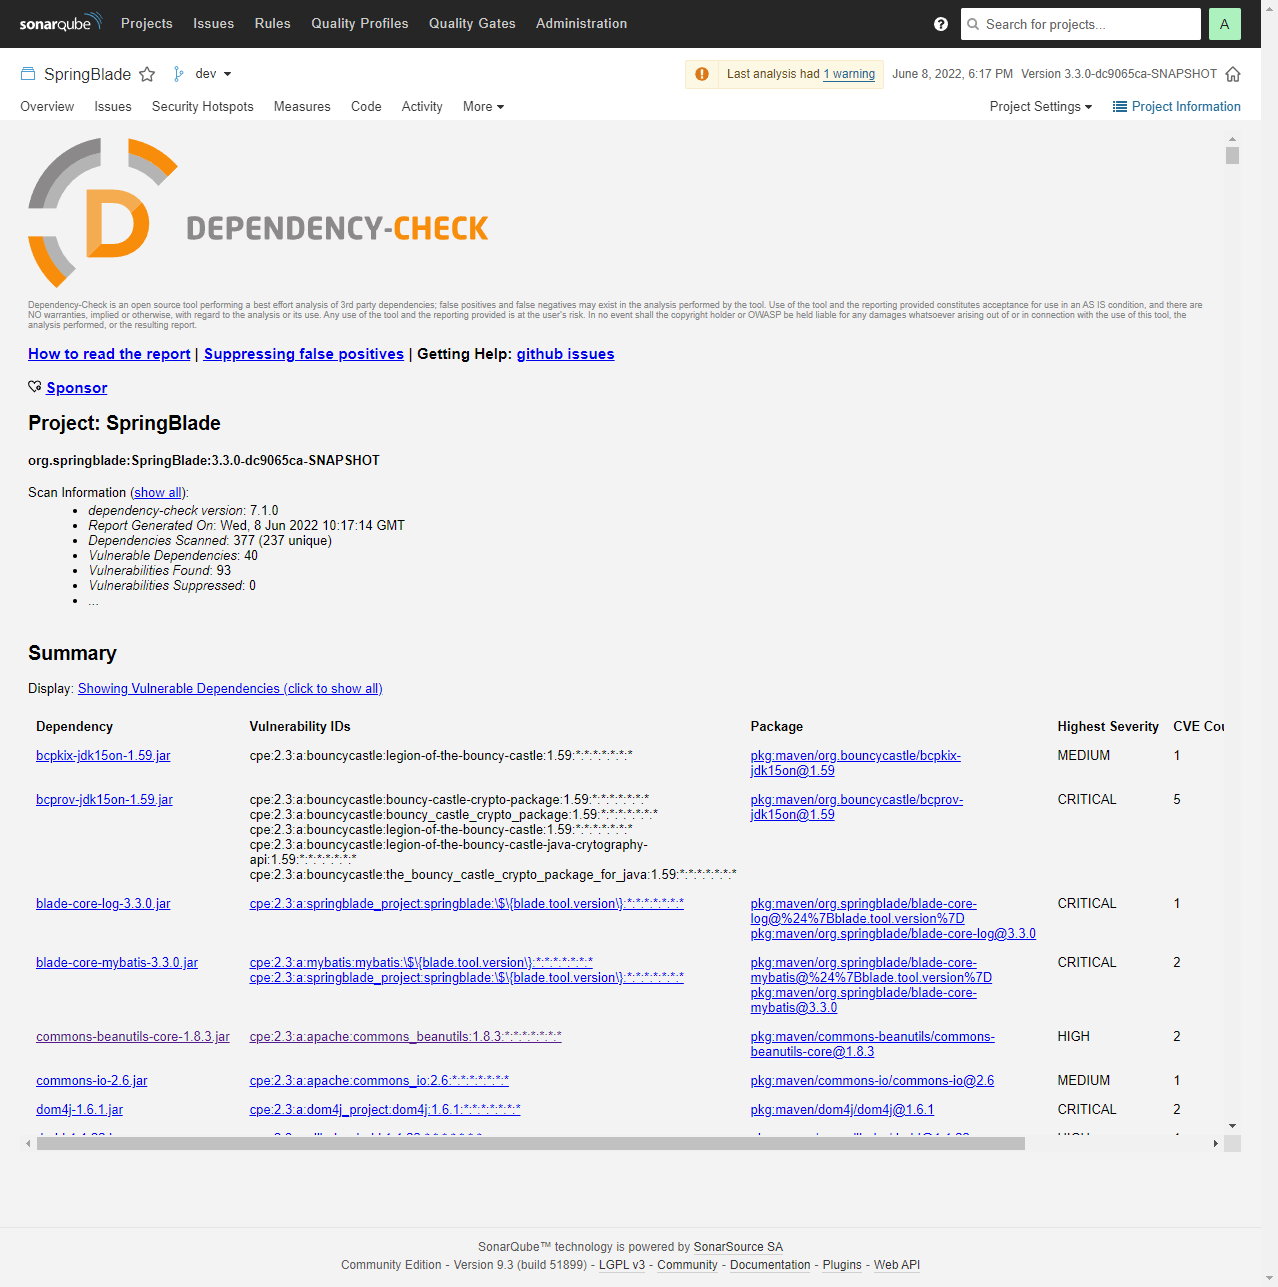 sonarqube Projects Issues Rules Quality Profiles Quality Gates Administration ? Search for projects... A
SpringBlade dev Last analysis had 1 warning June 8, 2022, 6:17 PM Version 3.3.0-dc9065ca-SNAPSHOT
Overview Issues Security Hotspots Measures Code Activity More Project Settings Project Information
D DEPENDENCY-CHECK
Dependency-Check is an open source tool performing a best effort analysis of 3rd party dependencies; false positives and false negatives may exist in the analysis performed by the tool. Use of the tool and the reporting provided constitutes acceptance for use in an AS IS condition, and there are
NO warranties, implied or otherwise, with regard to the analysis or its use. Any use of the tool and the reporting provided is at the user's risk. In no event shall the copyright holder or OWASP be held liable for any damages whatsoever arising out of or in connection with the use of this tool, the
analysis performed, or the resulting report.
How to read the report | Suppressing false positives | Getting Help: github issues
Sponsor
Project: SpringBlade
org.springblade:SpringBlade:3.3.0-dc9065ca-SNAPSHOT
Scan Information (show all):
• dependency-check version: 7.1.0
• Report Generated On: Wed, 8 Jun 2022 10:17:14 GMT
• Dependencies Scanned: 377 (237 unique)
• Vulnerable Dependencies: 40
• Vulnerabilities Found: 93
• Vulnerabilities Suppressed: 0
• ...
Summary
Display: Showing Vulnerable Dependencies (click to show all)
Dependency Vulnerability IDs Package Highest Severity CVE Cou
bcpkix-jdk15on-1.59.jar cpe:2.3:a:bouncycastle:legion-of-the-bouncy-castle:1.59:*:*:*:*:*:*:* pkg:maven/org.bouncycastle/bcpkix- MEDIUM 1
jdk15on@1.59
bcprov-jdk15on-1.59.jar cpe:2.3:a:bouncycastle:bouncy-castle-crypto-package:1.59:*:*:*:*:*:*:* pkg:maven/org.bouncycastle/bcprov- CRITICAL 5
cpe:2.3:a:bouncycastle:bouncy_castle_crypto_package:1.59:*:*:*:*:*:*:* jdk15on@1.59
cpe:2.3:a:bouncycastle:legion-of-the-bouncy-castle:1.59:*:*:*:*:*:*:*
cpe:2.3:a:bouncycastle:legion-of-the-bouncy-castle-java-crytography-
api:1.59:*:*:*:*:*:*:*
cpe:2.3:a:bouncycastle:the_bouncy_castle_crypto_package_for_java:1.59:*:*:*:*:*:*:*
blade-core-log-3.3.0.jar cpe:2.3:a:springblade_project:springblade:\$\{blade.tool.version\}:*:*:*:*:*:*:* pkg:maven/org.springblade/blade-core- CRITICAL 1
log@%24%7Bblade.tool.version%7D
pkg:maven/org.springblade/blade-core-log@3.3.0
blade-core-mybatis-3.3.0.jar cpe:2.3:a:mybatis:mybatis:\$\{blade.tool.version\}:*:*:*:*:*:*:* pkg:maven/org.springblade/blade-core- CRITICAL 2
cpe:2.3:a:springblade_project:springblade:\$\{blade.tool.version\}:*:*:*:*:*:*:* mybatis@%24%7Bblade.tool.version%7D
pkg:maven/org.springblade/blade-core-
mybatis@3.3.0
commons-beanutils-core-1.8.3.jar cpe:2.3:a:apache:commons_beanutils:1.8.3:*:*:*:*:*:*:* pkg:maven/commons-beanutils/commons- HIGH 2
beanutils-core@1.8.3
commons-io-2.6.jar cpe:2.3:a:apache:commons_io:2.6:*:*:*:*:*:*:* pkg:maven/commons-io/commons-io@2.6 MEDIUM 1
dom4j-1.6.1.jar cpe:2.3:a:dom4j_project:dom4j:1.6.1:*:*:*:*:*:*:* pkg:maven/dom4j/dom4j@1.6.1 CRITICAL 2
SonarQube™ technology is powered by SonarSource SA
Community Edition - Version 9.3 (build 51899) - LGPL v3 - Community - Documentation - Plugins - Web API